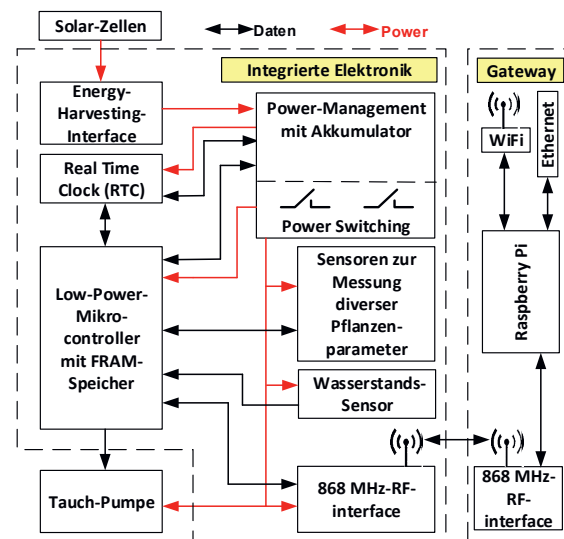 Solar-Zellen
Daten
Power
Integrierte Elektronik
Gateway
Energy-
Harvesting-
Interface
Power-Management
mit Akkumulator
WiFi
Ethernet
Real Time
Clock (RTC)
Power Switching
Low-Power-
Mikro-
controller
mit FRAM-
Speicher
Sensoren zur
Messung
diverser
Pflanzen-
parameter
Raspberry Pi
Wasserstands-
Sensor
Tauch-Pumpe
868 MHz-RF-
interface
868 MHz-
RF-
interface